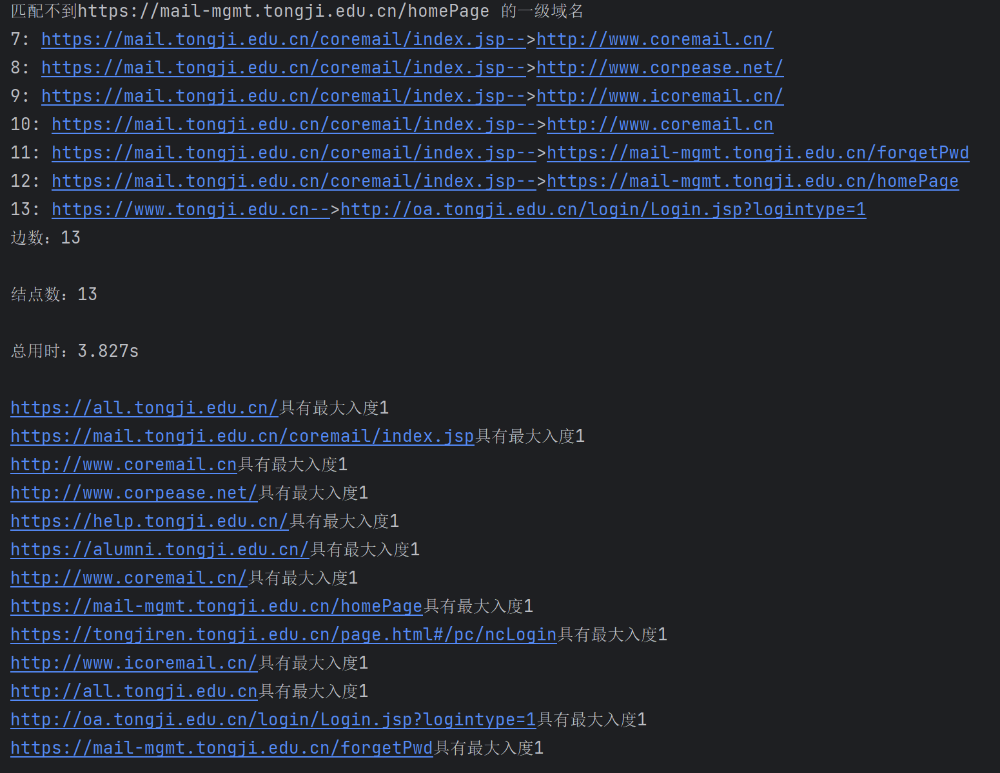 匹配不到https://mail-mgmt.tongji.edu.cn/homePage 的一级域名
7: https://mail.tongji.edu.cn/coremail/index.jsp-->http://www.coremail.cn/
8: https://mail.tongji.edu.cn/coremail/index.jsp-->http://www.corpease.net/
9: https://mail.tongji.edu.cn/coremail/index.jsp-->http://www.icoremail.cn/
10: https://mail.tongji.edu.cn/coremail/index.jsp-->http://www.coremail.cn
11: https://mail.tongji.edu.cn/coremail/index.jsp-->https://mail-mgmt.tongji.edu.cn/forgetPwd
12: https://mail.tongji.edu.cn/coremail/index.jsp-->https://mail-mgmt.tongji.edu.cn/homePage
13: https://www.tongji.edu.cn-->http://oa.tongji.edu.cn/login/Login.jsp?logintype=1
边数：13
结点数：13
总用时：3.827s
https://all.tongji.edu.cn/具有最大入度1
https://mail.tongji.edu.cn/coremail/index.jsp具有最大入度1
http://www.coremail.cn具有最大入度1
http://www.corpease.net/具有最大入度1
https://help.tongji.edu.cn/具有最大入度1
https://alumni.tongji.edu.cn/具有最大入度1
http://www.coremail.cn/具有最大入度1
https://mail-mgmt.tongji.edu.cn/homePage具有最大入度1
https://tongjiren.tongji.edu.cn/page.html#/pc/ncLogin具有最大入度1
http://www.icoremail.cn/具有最大入度1
http://all.tongji.edu.cn具有最大入度1
http://oa.tongji.edu.cn/login/Login.jsp?logintype=1具有最大入度1
https://mail-mgmt.tongji.edu.cn/forgetPwd具有最大入度1